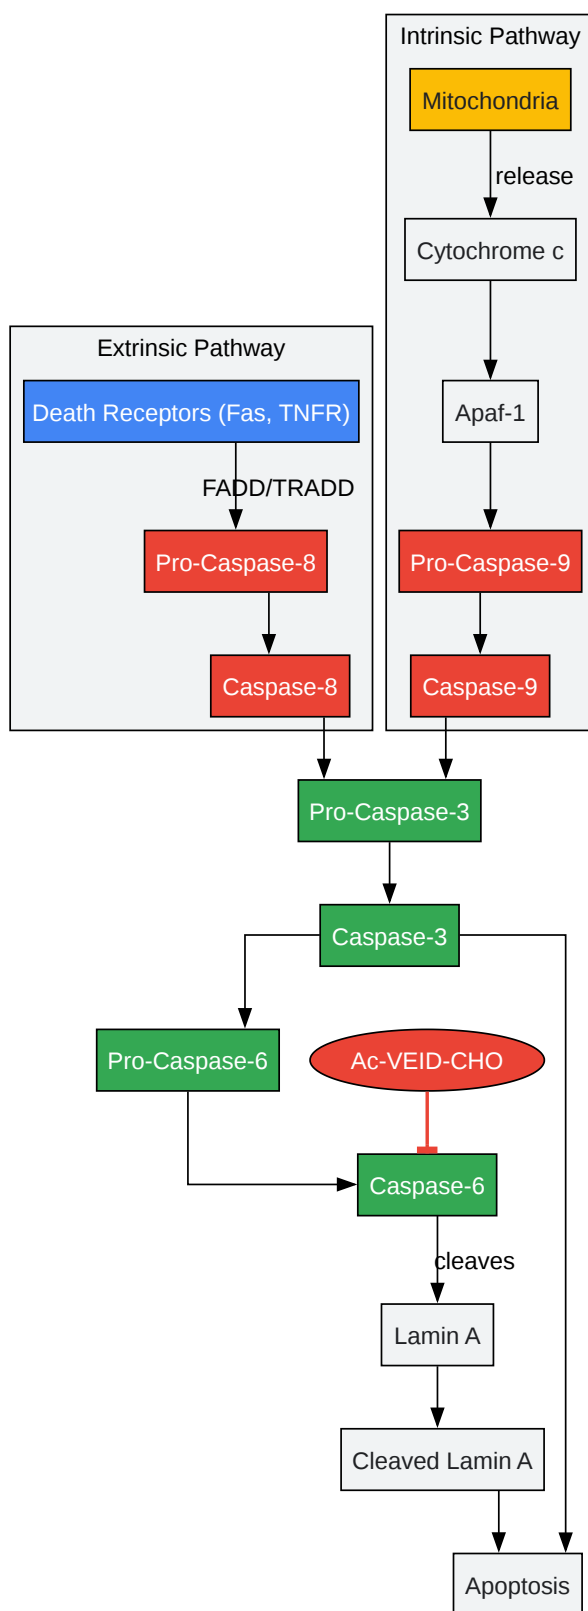 Intrinsic Pathway
Mitochondria
release
Cytochrome c
Extrinsic Pathway
Death Receptors (Fas, TNFR)
Apaf-1
FADD/TRADD
Pro-Caspase-8
Pro-Caspase-9
Caspase-8
Caspase-9
Pro-Caspase-3
Caspase-3
Pro-Caspase-6
Ac-VEID-CHO
Caspase-6
cleaves
Lamin A
Cleaved Lamin A
Apoptosis